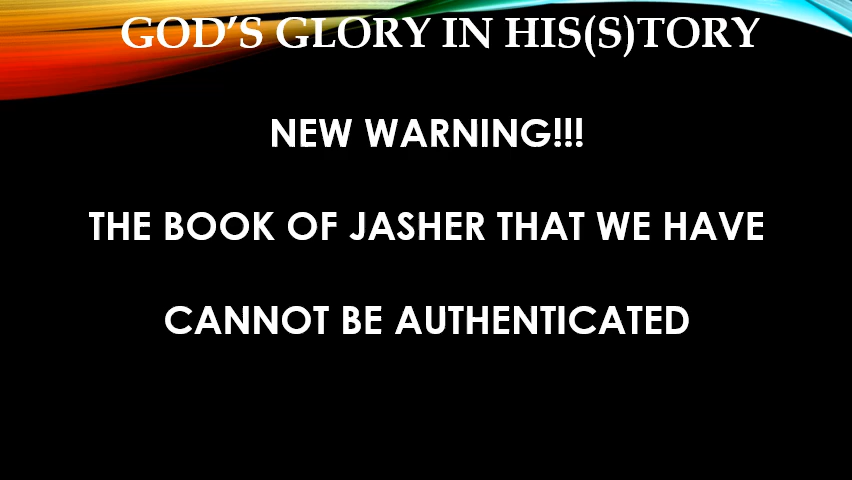 GOD’S GLORY IN HIS(S)TORY
NEW WARNING!!!
THE BOOK OF JASHER THAT WE HAVE
CANNOT BE AUTHENTICATED